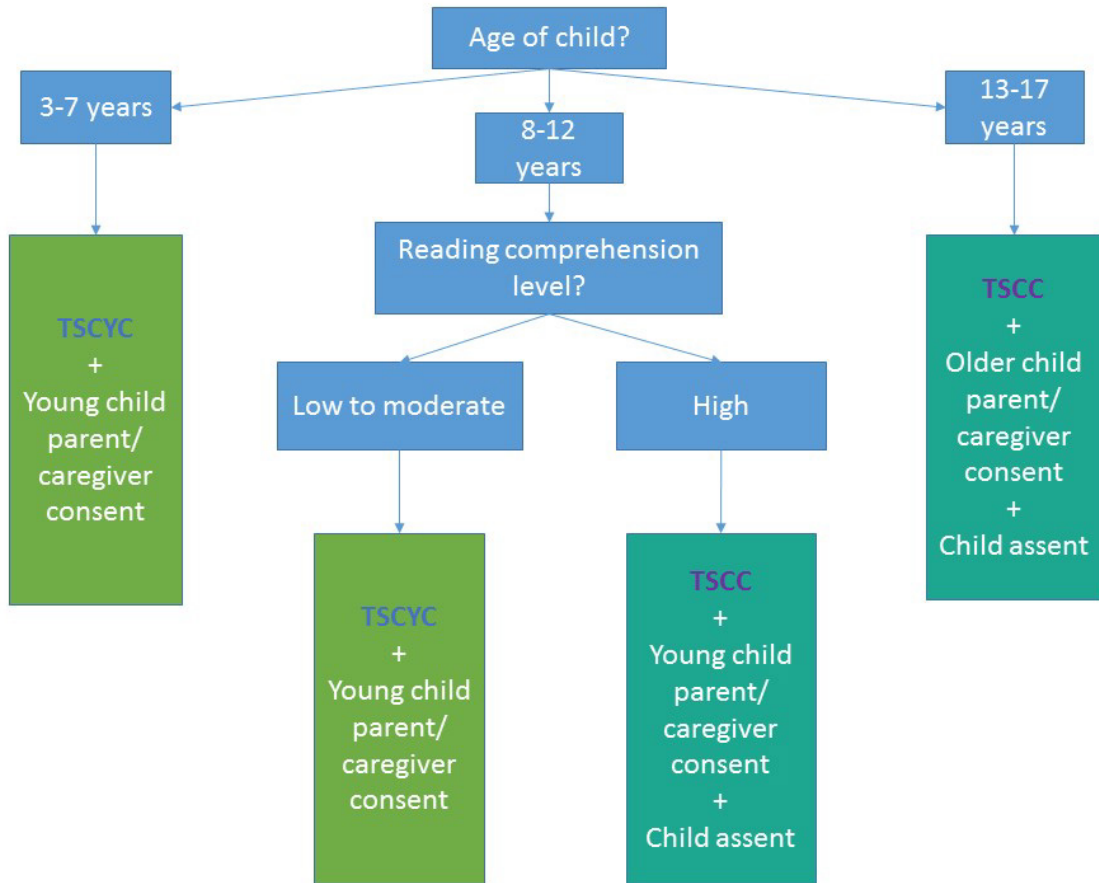 Age of child?
3-7 years
8-12
years
13-17
years
Reading comprehension
level?
Low to moderate
High
TSCYC
+
Young child
parent/
caregiver
consent
TSCYC
+
Young child
parent/
caregiver
consent
TSCC
+
Young child
parent/
caregiver
consent
+
Child assent
TSCC
+
Older child
parent/
caregiver
consent
+
Child assent